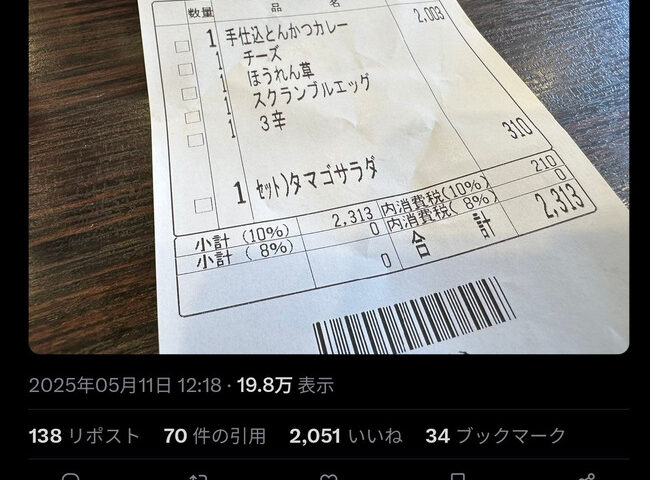 数量 品 名
1 手仕込とんかつカレー 2,003
1 チーズ
1 ほうれん草
1 スクランブルエッグ
1 3辛
1 ｾｯﾄ)タマゴサラダ 310
小計 (10%) 2,313 内消費税(10%) 210
小計 ( 8%) 0 内消費税( 8%) 0
0 合 計 2,313
2025年05月11日 12:18 · 19.8万 表示
138 リポスト 70 件の引用 2,051 いいね 34 ブックマーク